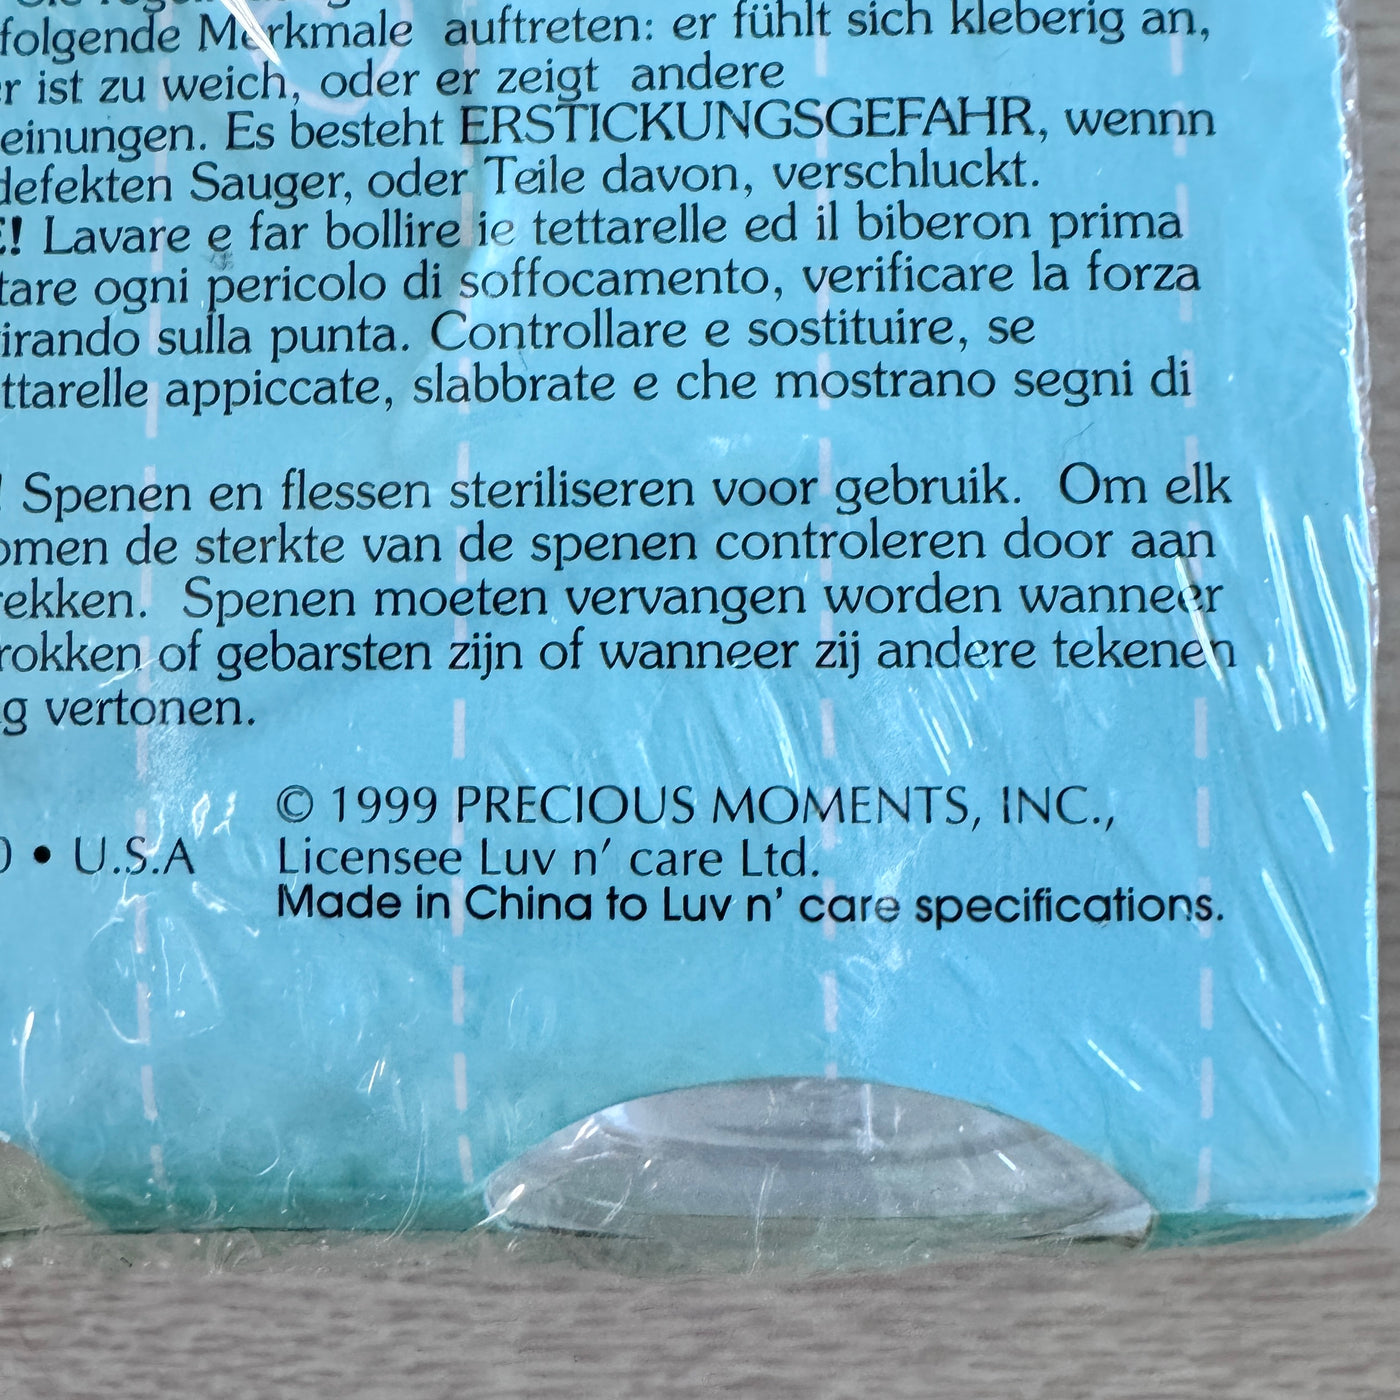 folgende Merkmale auftreten: er fühlt sich kleberig an,
r ist zu weich, oder er zeigt andere
einungen. Es besteht ERSTICKUNGSGEFAHR, wennn
defekten Sauger, oder Teile davon, verschluckt.
E! Lavare e far bollire ie tettarelle ed il biberon prima
tare ogni pericolo di soffocamento, verificare la forza
irando sulla punta. Controllare e sostituire, se
ttarelle appiccate, slabbrate e che mostrano segni di
! Spenen en flessen steriliseren voor gebruik. Om elk
omen de sterkte van de spenen controleren door aan
rekken. Spenen moeten vervangen worden wanneer
rokken of gebarsten zijn of wanneer zij andere tekenen
g vertonen.
© 1999 PRECIOUS MOMENTS, INC.,
0 • U.S.A Licensee Luv n' care Ltd.
Made in China to Luv n' care specifications.